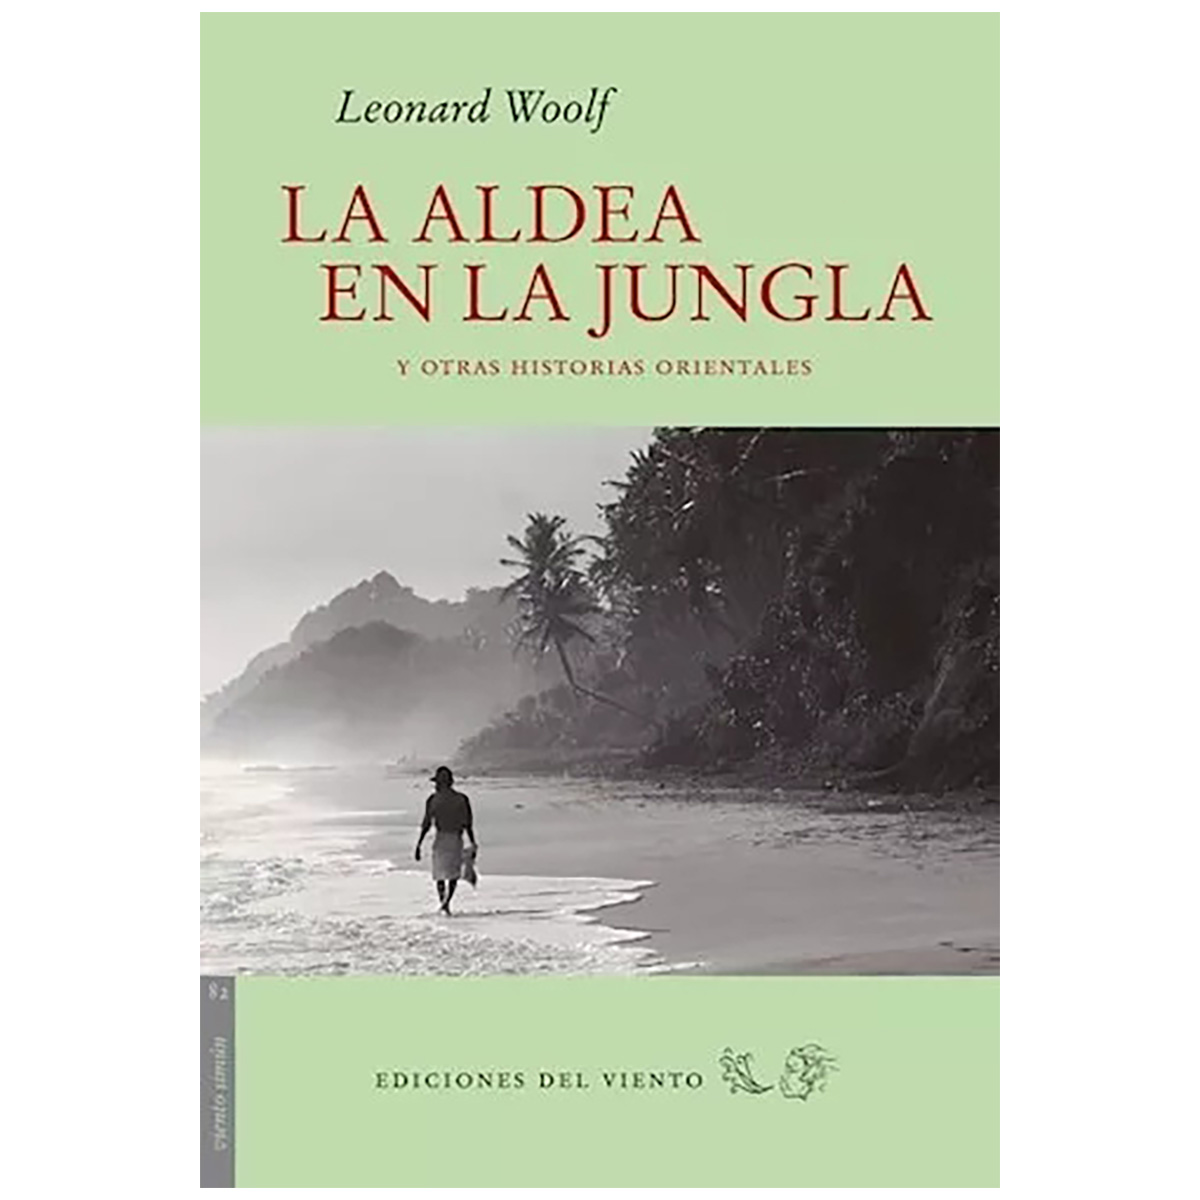 Leonard Woolf
LA ALDEA
EN LA JUNGLA
Y OTRAS HISTORIAS ORIENTALES
EDICIONES DEL VIENTO
82
viento simún